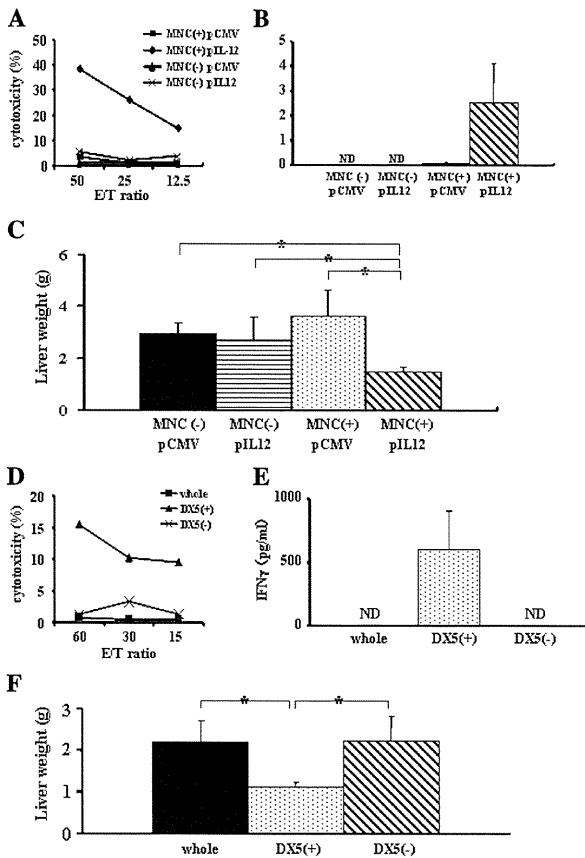 A
cytotoxicity (%)
50
40
30
20
10
0
50 25 12.5
E/T ratio
MNC(+)pCMV
MNC(+)pIL-12
MNC(-) pCMV
MNC(-) pIL12
B
5
4
3
2
1
0
ND ND
MNC (-) MNC(-) MNC(+) MNC(+)
pCMV pIL12 pCMV pIL12
C
Liver weight (g)
6
4
2
0
*
*
*
MNC (-) MNC(-) MNC(+) MNC(+)
pCMV pIL12 pCMV pIL12
D
cytotoxicity (%)
20
15
10
5
0
60 30 15
E/T ratio
whole
DX5(+)
DX5(-)
E
IFNγ (pg/ml)
1000
500
0
ND ND
whole DX5(+) DX5(-)
F
Liver weight (g)
3
2
1
0
* *
whole DX5(+) DX5(-)